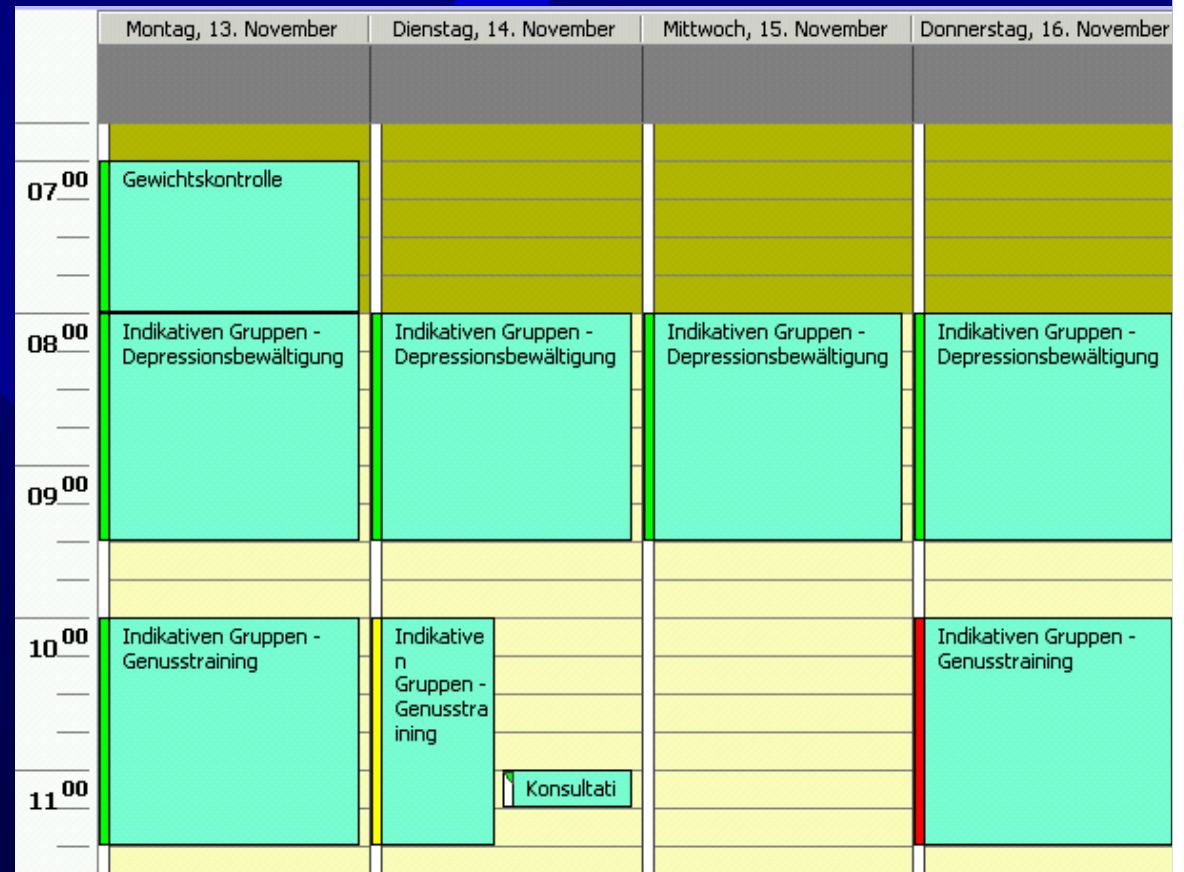 Montag, 13. November
Dienstag, 14. November
Mittwoch, 15. November
Donnerstag, 16. November
07 00
Gewichtskontrolle
08 00
Indikativen Gruppen -
Depressionsbewältigung
Indikativen Gruppen -
Depressionsbewältigung
Indikativen Gruppen -
Depressionsbewältigung
Indikativen Gruppen -
Depressionsbewältigung
09 00
10 00
Indikativen Gruppen -
Genusstraining
Indikative
n
Gruppen -
Genusstra
ining
Indikativen Gruppen -
Genusstraining
11 00
Konsultati